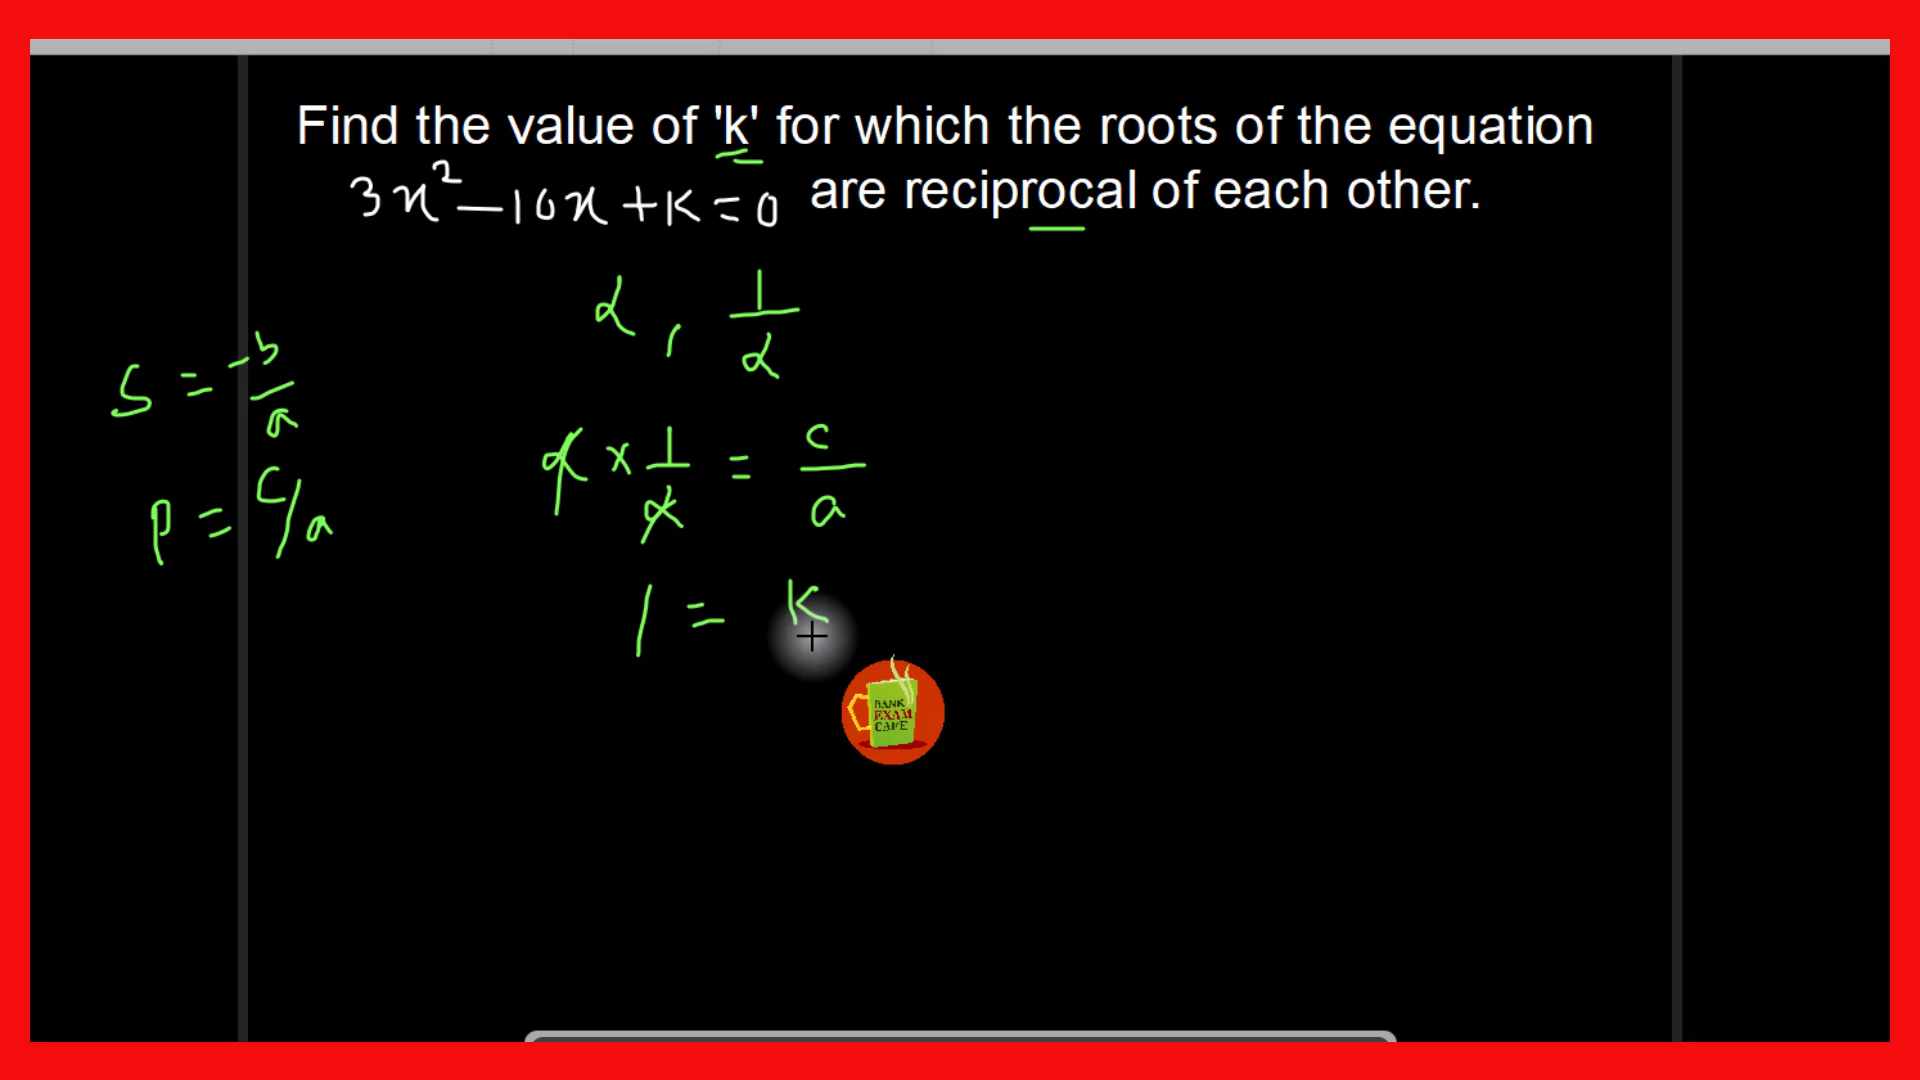 Find the value of 'k' for which the roots of the equation
3x² - 10x + K = 0 are reciprocal of each other.
α, 1/α
S = -b/a
α × 1/α = c/a
P = c/a
1 = K
BANK
EXAM
CAFE